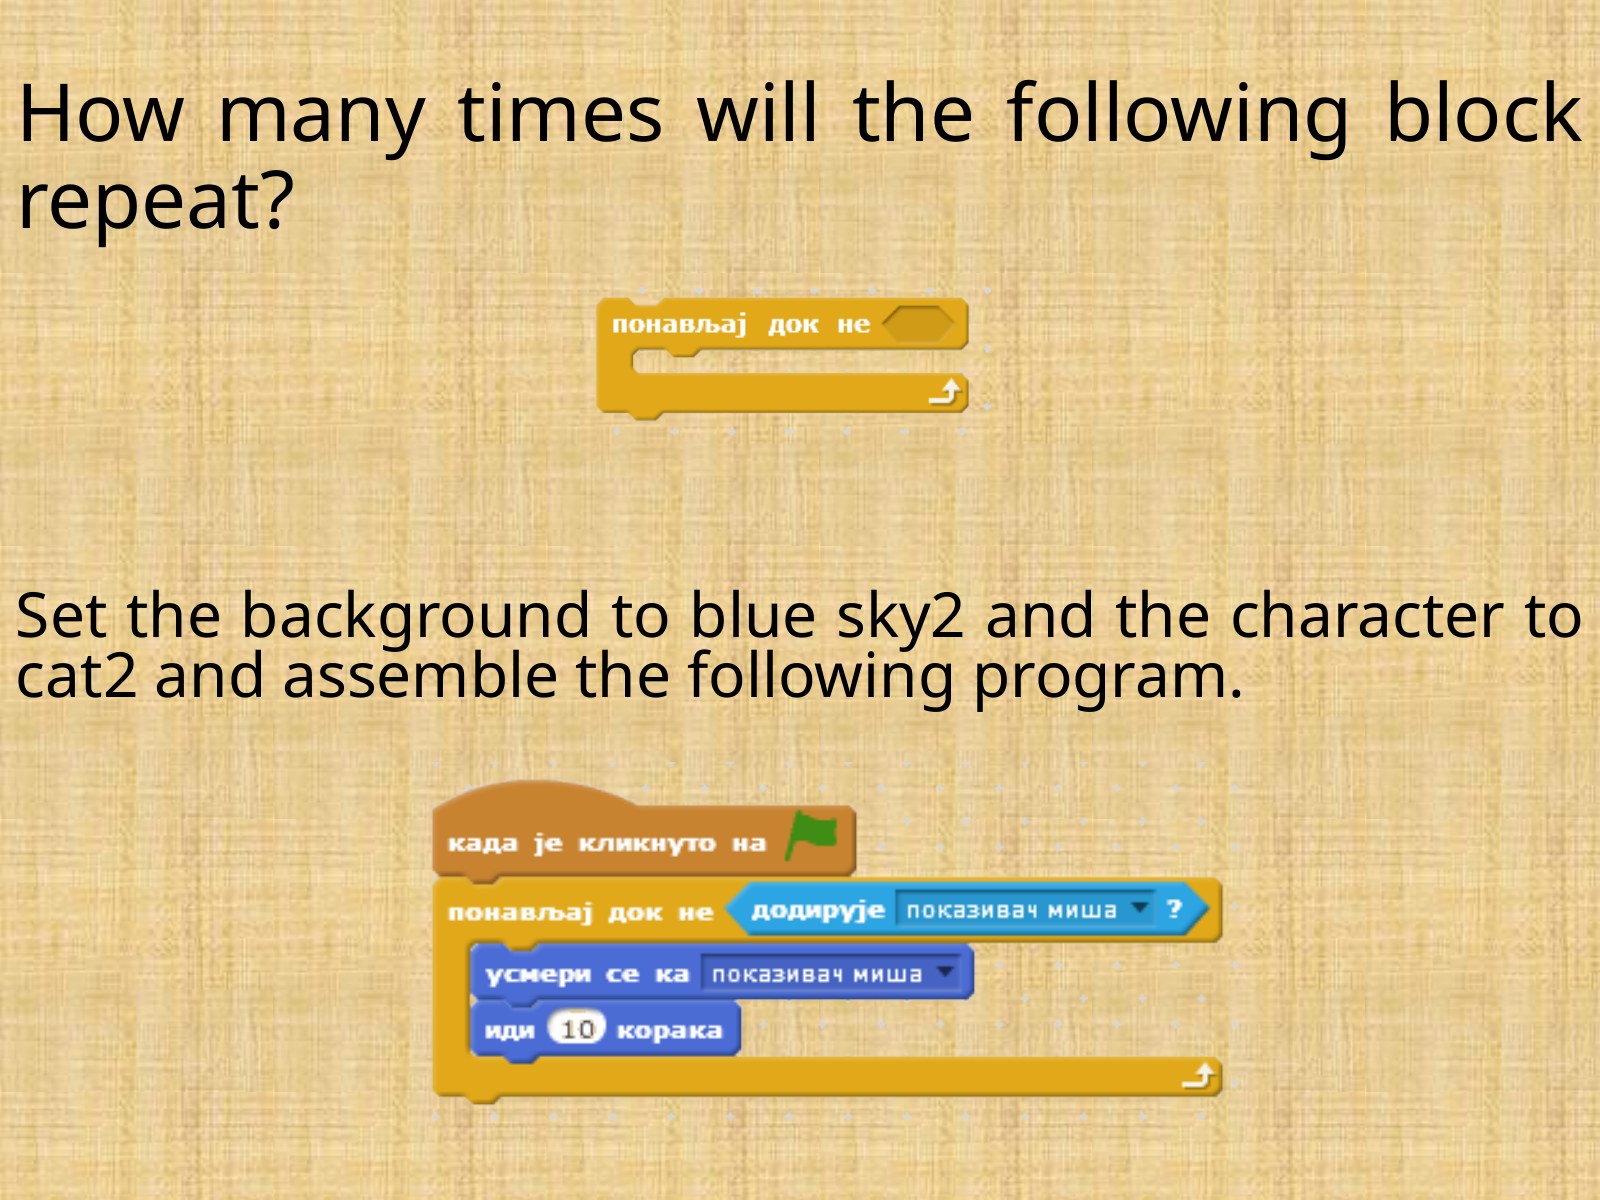 How many times will the following block
repeat?
понављај док не
Set the background to blue sky2 and the character to
cat2 and assemble the following program.
када је кликнуто на
понављај док не додирује показивач миша ?
усмери се ка показивач миша
иди 10 корака